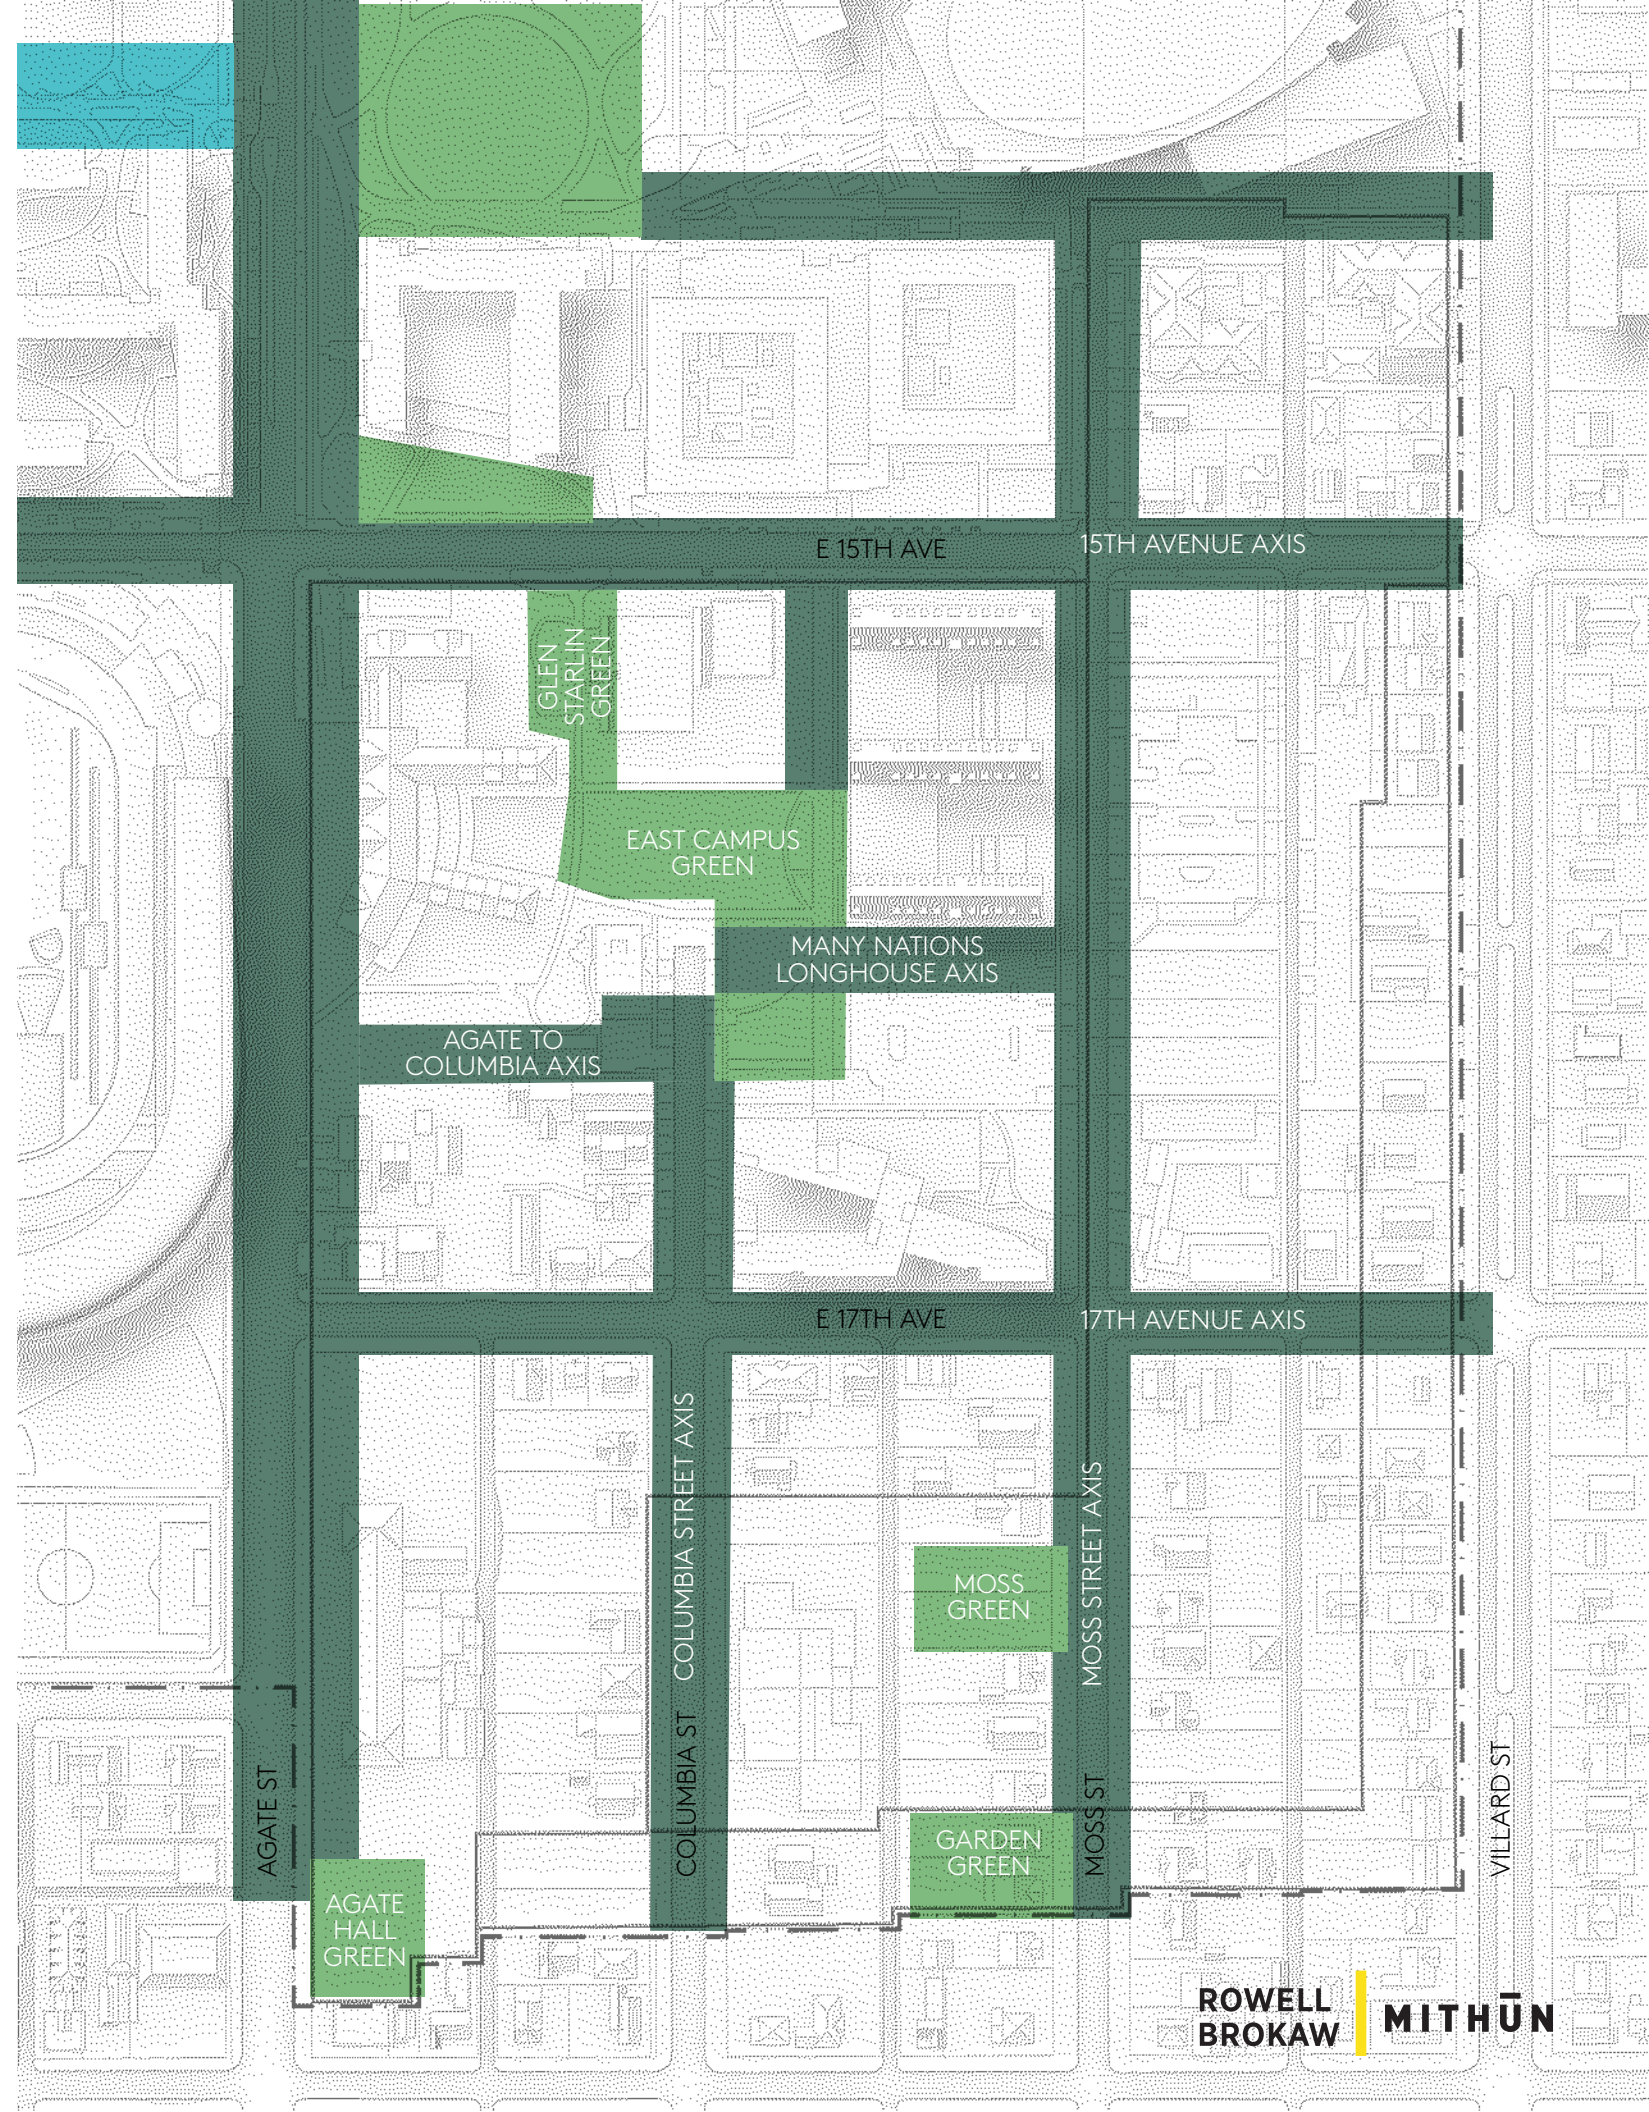 E 15TH AVE
15TH AVENUE AXIS
GLEN
STARLIN
GREEN
EAST CAMPUS
GREEN
MANY NATIONS
LONGHOUSE AXIS
AGATE TO
COLUMBIA AXIS
E 17TH AVE
17TH AVENUE AXIS
COLUMBIA STREET AXIS
MOSS STREET AXIS
MOSS
GREEN
AGATE ST
COLUMBIA ST
MOSS ST
VILLARD ST
GARDEN
GREEN
AGATE
HALL
GREEN
ROWELL
BROKAW
MITHŪN